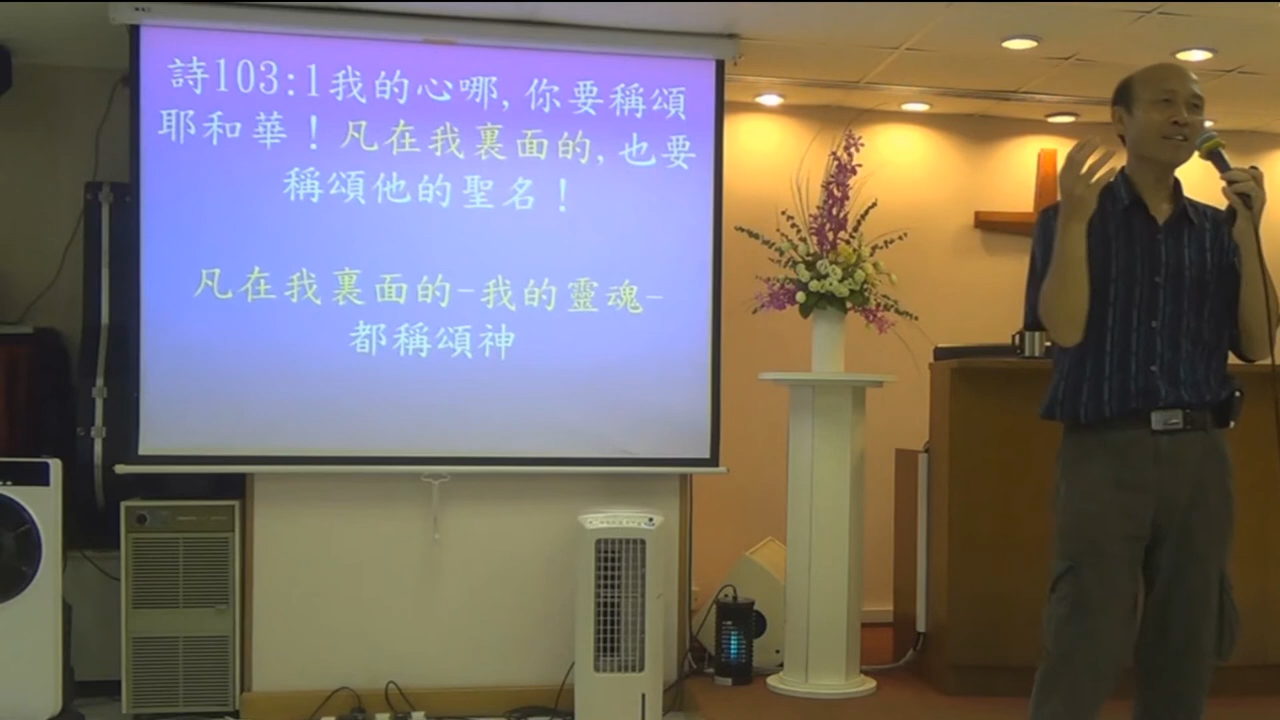 詩103:1我的心哪,你要稱頌
耶和華！凡在我裏面的,也要
稱頌他的聖名！
凡在我裏面的-我的靈魂-
都稱頌神